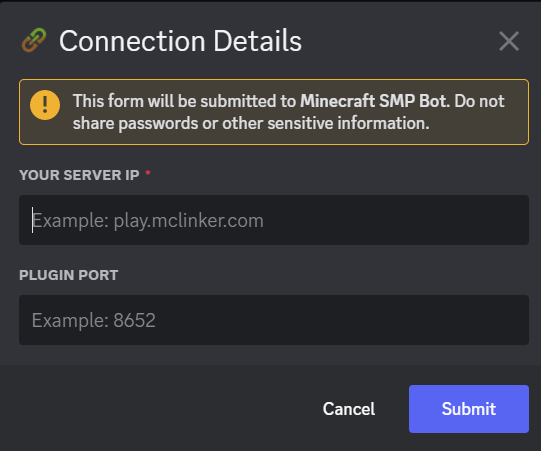 Connection Details
This form will be submitted to Minecraft SMP Bot. Do not
share passwords or other sensitive information.
YOUR SERVER IP *
Example: play.mclinker.com
PLUGIN PORT
Example: 8652
Cancel
Submit